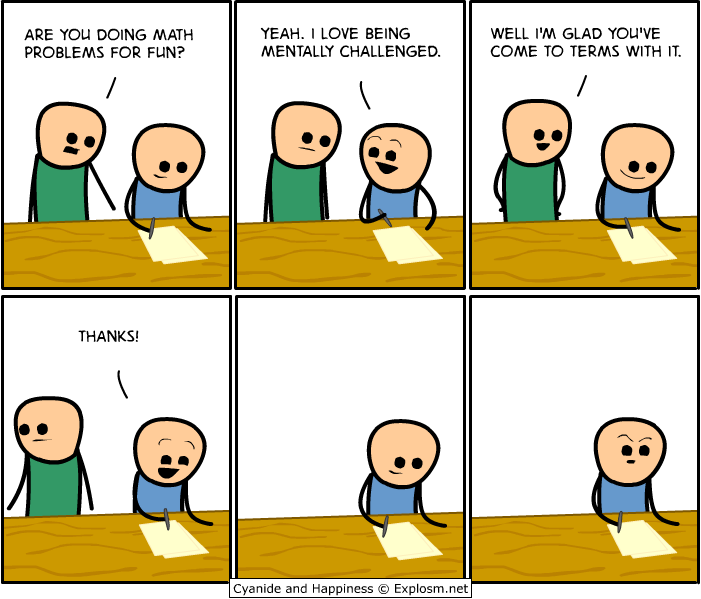 ARE YOU DOING MATH
PROBLEMS FOR FUN?
YEAH. I LOVE BEING
MENTALLY CHALLENGED.
WELL I'M GLAD YOU'VE
COME TO TERMS WITH IT.
THANKS!
Cyanide and Happiness © Explosm.net